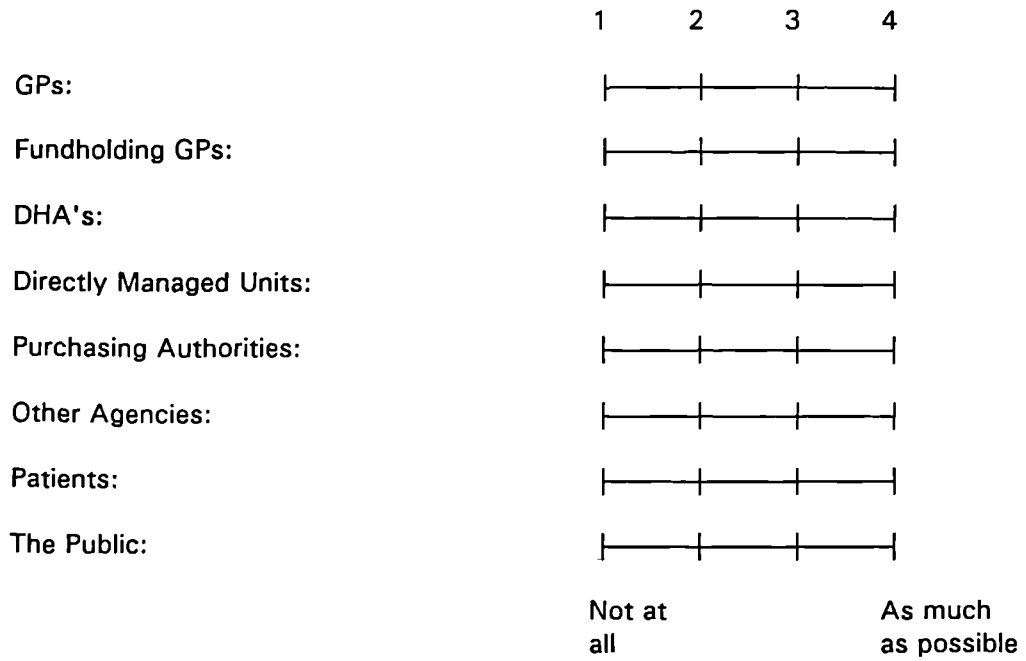 1 2 3 4
GPs:
Fundholding GPs:
DHA's:
Directly Managed Units:
Purchasing Authorities:
Other Agencies:
Patients:
The Public:
Not at all
As much as possible